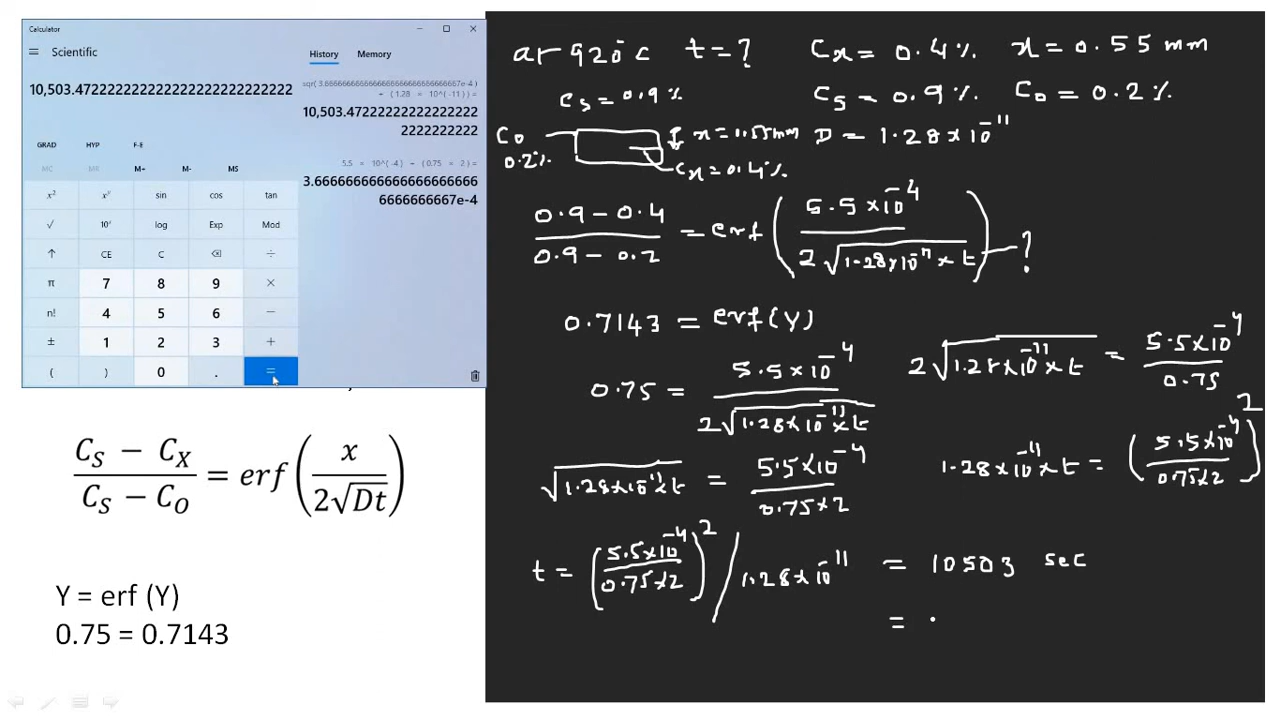 Calculator
Scientific
History Memory
10,503.472222222222222222222222222
sqr( 3.6666666666666666666666666666667e-4 )
÷ (1.28 × 10^( -11)) =
10,503.4722222222222222222
2222222222
GRAD HYP F-E
M+ M- MS
5.5 × 10^( -4) ÷ (0.75 × 2) =
3.666666666666666666666
6666666667e-4
x² xʸ sin cos tan
√ 10ˣ log Exp Mod
↑ CE C ÷
π 7 8 9 ×
n! 4 5 6 −
± 1 2 3 +
( ) 0 . =
CS − CX / CS − CO = erf ( x / 2√Dt )
Y = erf (Y)
0.75 = 0.7143
at 920°C t = ? Cx = 0.4% x = 0.55 mm
Cs = 0.9% Cs = 0.9% Co = 0.2%
Co 0.2% x = 0.55mm D = 1.28×10⁻¹¹
Cx = 0.4%
0.9 − 0.4 / 0.9 − 0.2 = erf ( 5.5×10⁻⁴ / 2√1.28×10⁻¹¹×t ) — ?
0.7143 = erf(Y)
0.75 = 5.5×10⁻⁴ / 2√1.28×10⁻¹¹×t
2√1.28×10⁻¹¹×t = 5.5×10⁻⁴ / 0.75
√1.28×10⁻¹¹×t = 5.5×10⁻⁴ / 0.75×2
1.28×10⁻¹¹×t = ( 5.5×10⁻⁴ / 0.75×2 )²
t = ( 5.5×10⁻⁴ / 0.75×2 )² / 1.28×10⁻¹¹ = 10503 sec
= .